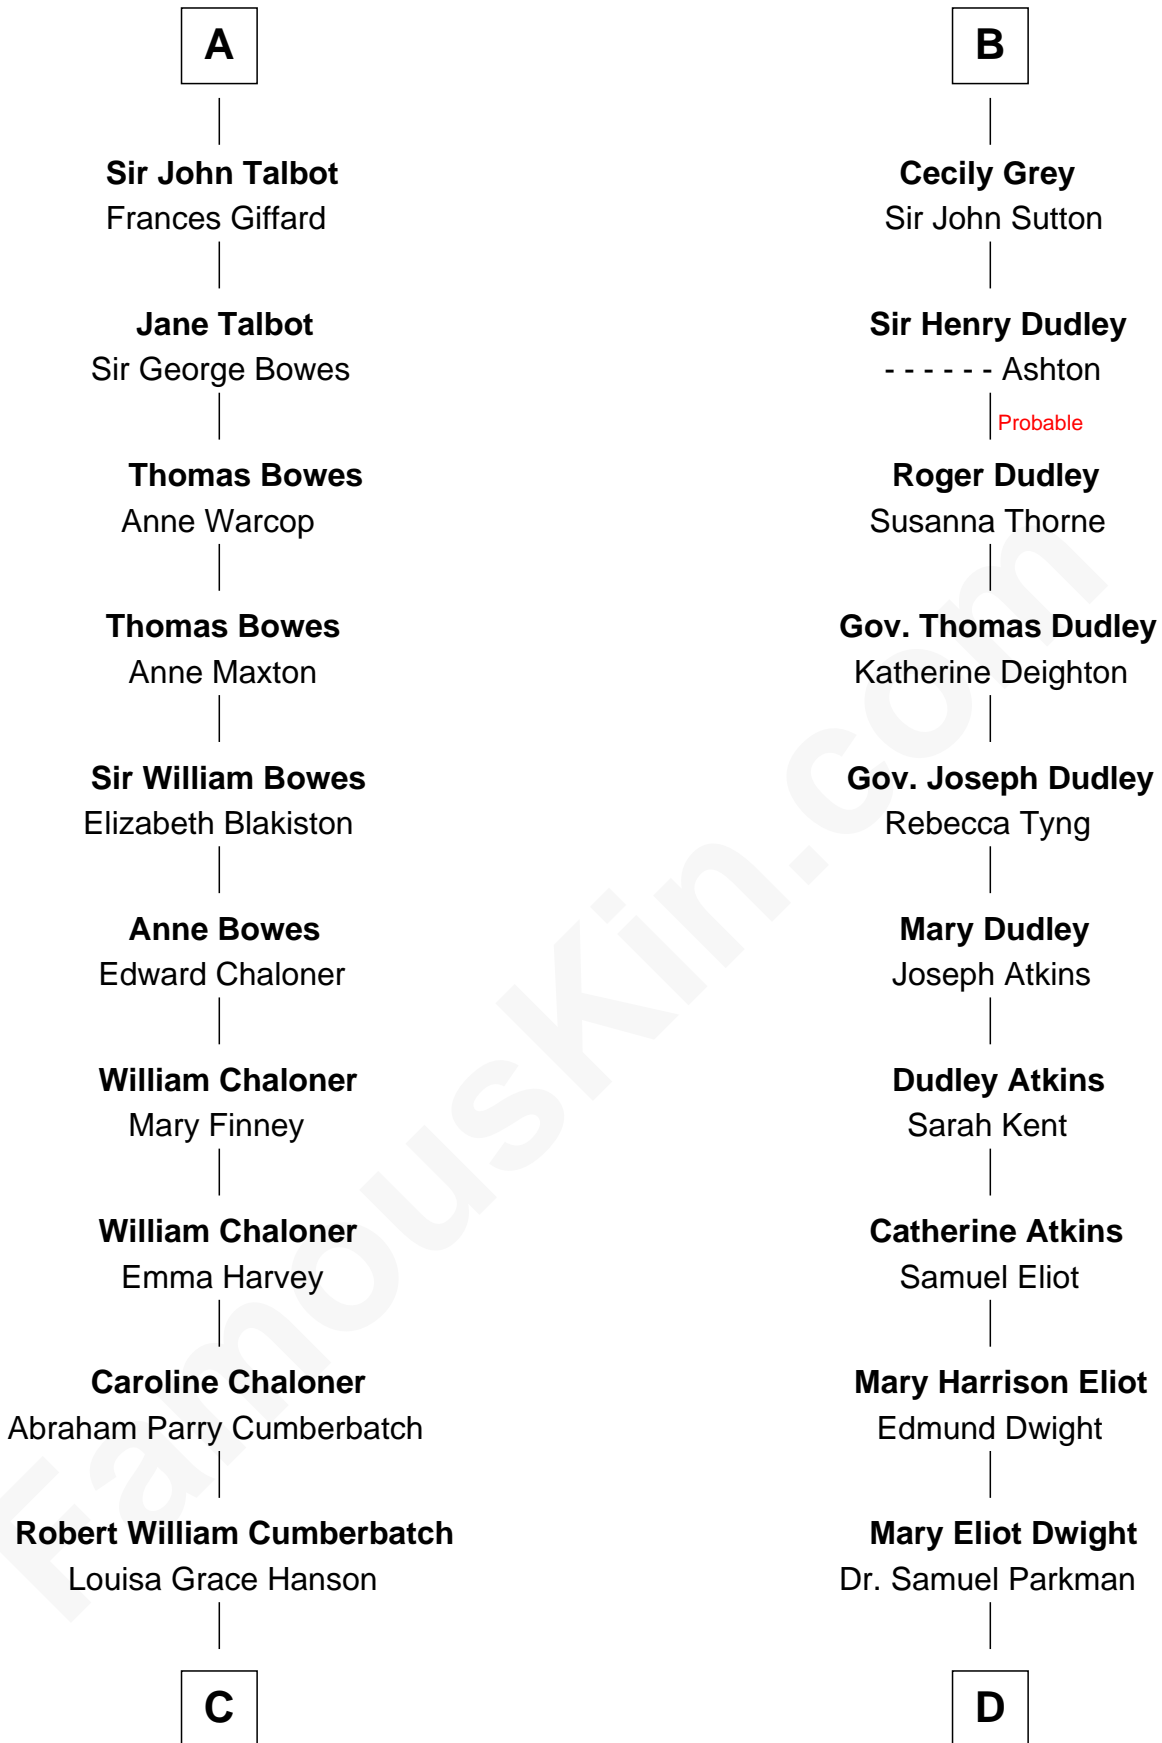 A
Sir John Talbot
Frances Giffard
Jane Talbot
Sir George Bowes
Thomas Bowes
Anne Warcop
Thomas Bowes
Anne Maxton
Sir William Bowes
Elizabeth Blakiston
Anne Bowes
Edward Chaloner
William Chaloner
Mary Finney
William Chaloner
Emma Harvey
Caroline Chaloner
Abraham Parry Cumberbatch
Robert William Cumberbatch
Louisa Grace Hanson
C
B
Cecily Grey
Sir John Sutton
Sir Henry Dudley
- - - - - - Ashton
Probable
Roger Dudley
Susanna Thorne
Gov. Thomas Dudley
Katherine Deighton
Gov. Joseph Dudley
Rebecca Tyng
Mary Dudley
Joseph Atkins
Dudley Atkins
Sarah Kent
Catherine Atkins
Samuel Eliot
Mary Harrison Eliot
Edmund Dwight
Mary Eliot Dwight
Dr. Samuel Parkman
D
FamousKin.com